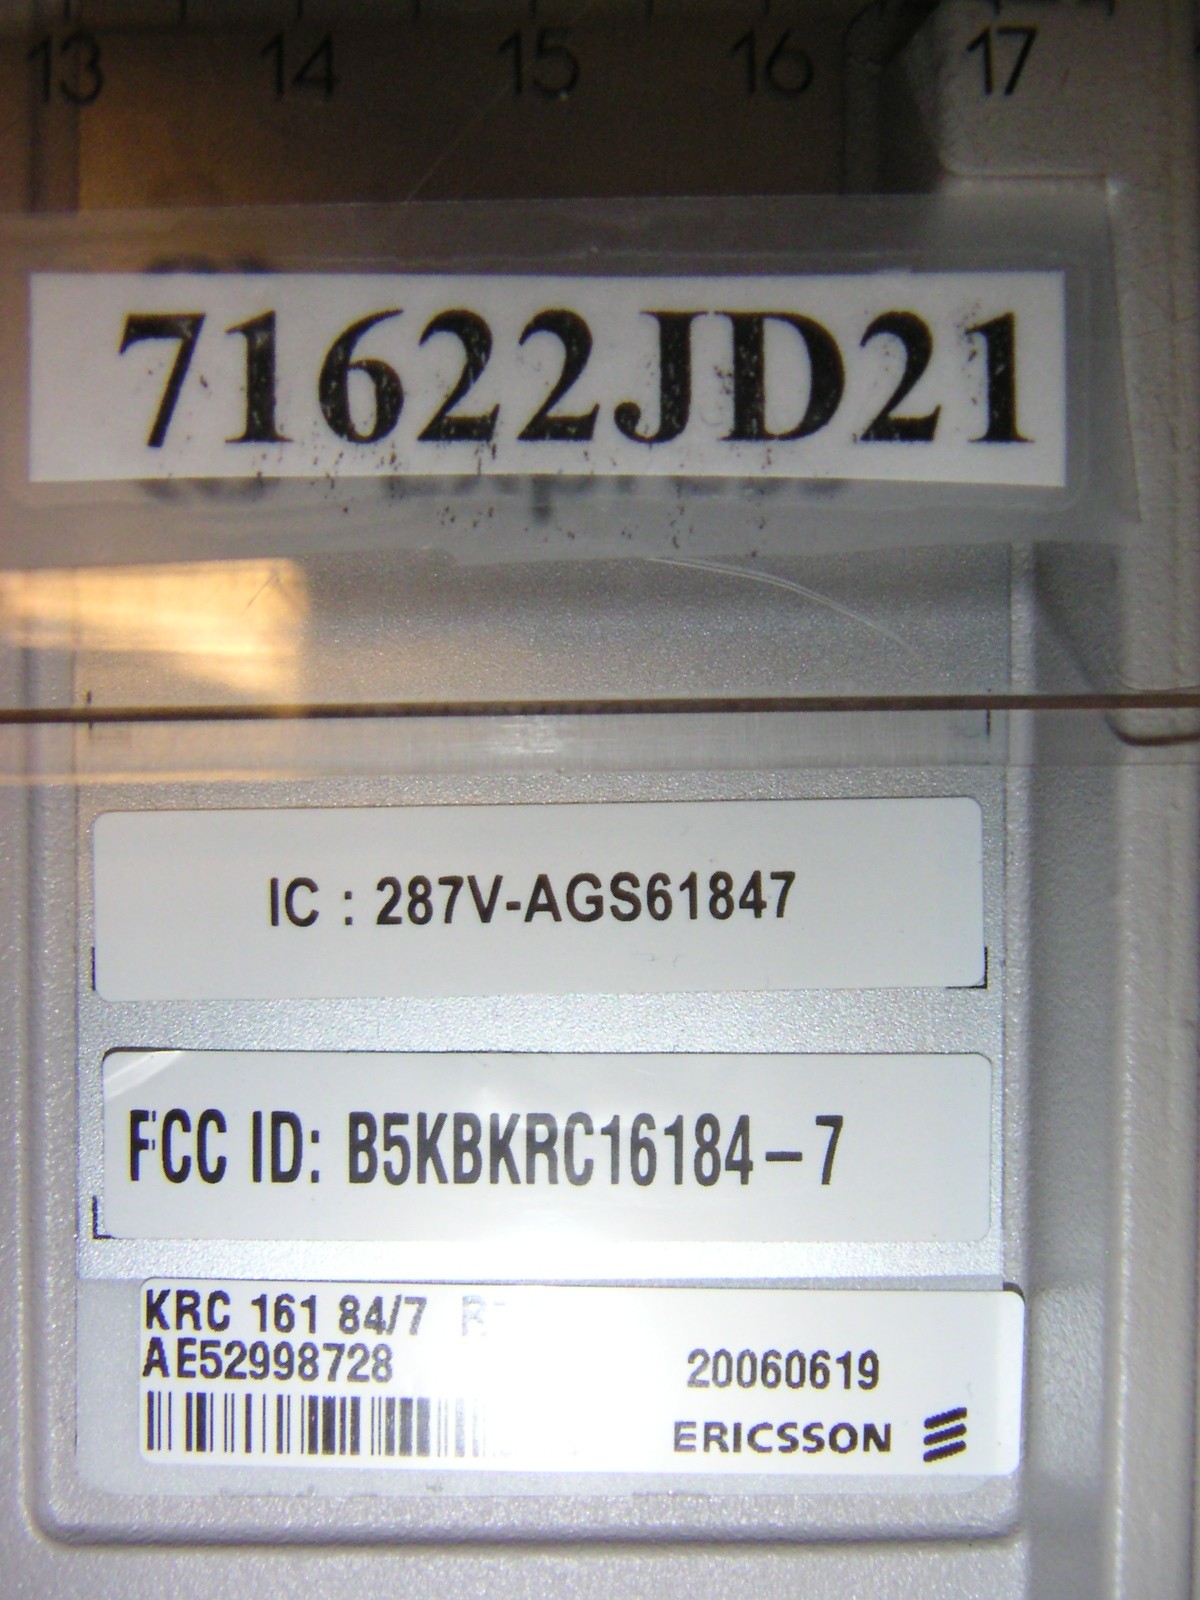 13 14 15 16 17
71622JD21
IC : 287V-AGS61847
FCC ID: B5KBKRC16184-7
KRC 161 84/7
AE52998728 20060619
ERICSSON